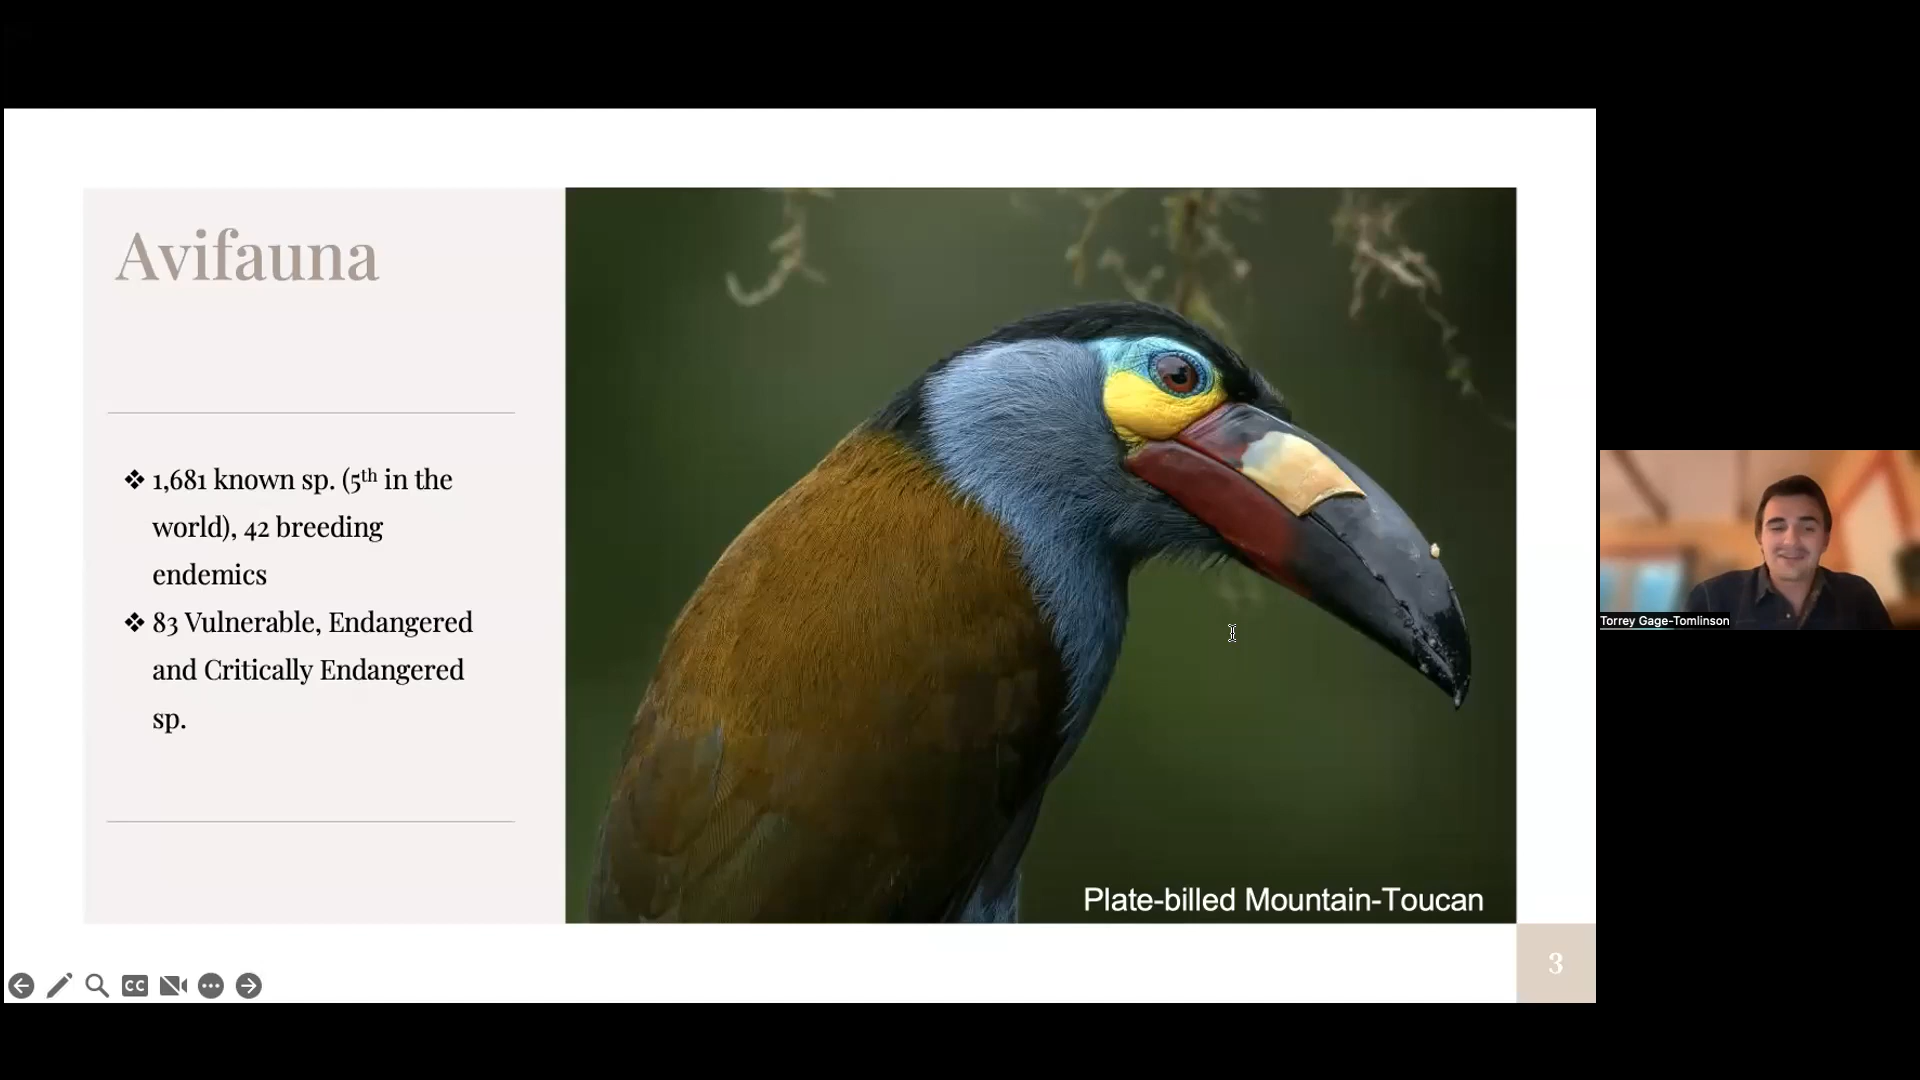 Avifauna
❖ 1,681 known sp. (5th in the
world), 42 breeding
endemics
❖ 83 Vulnerable, Endangered
and Critically Endangered
sp.
Plate-billed Mountain-Toucan
3
CC
Torrey Gage-Tomlinson